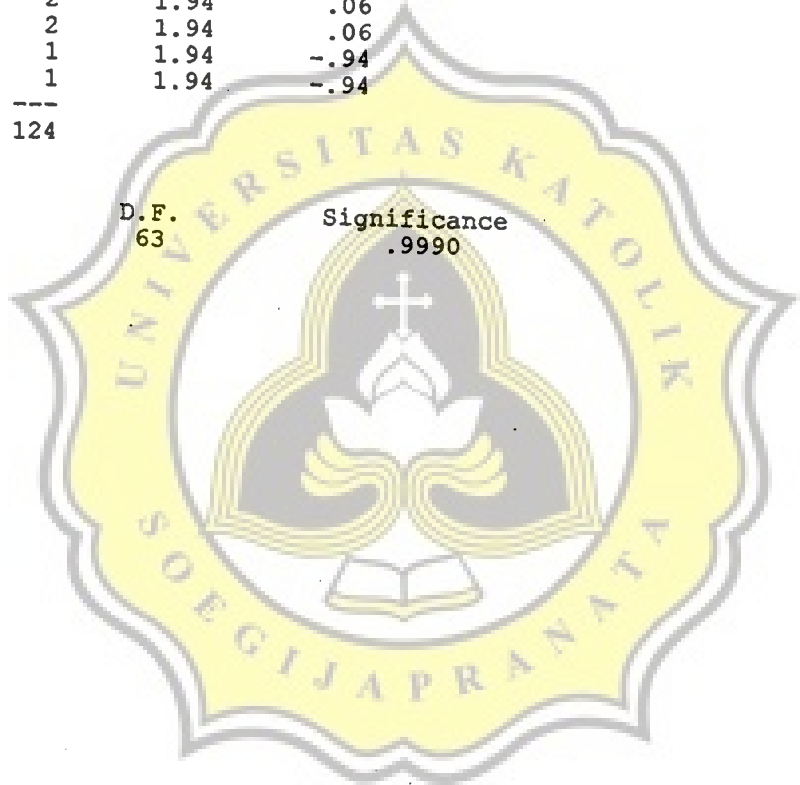 2 1.94 .06
2 1.94 .06
1 1.94 -.94
1 1.94 -.94
---
124
D.F. Significance
63 .9990
UNIVERSITAS KATOLIK
SOEGIJAPRANATA